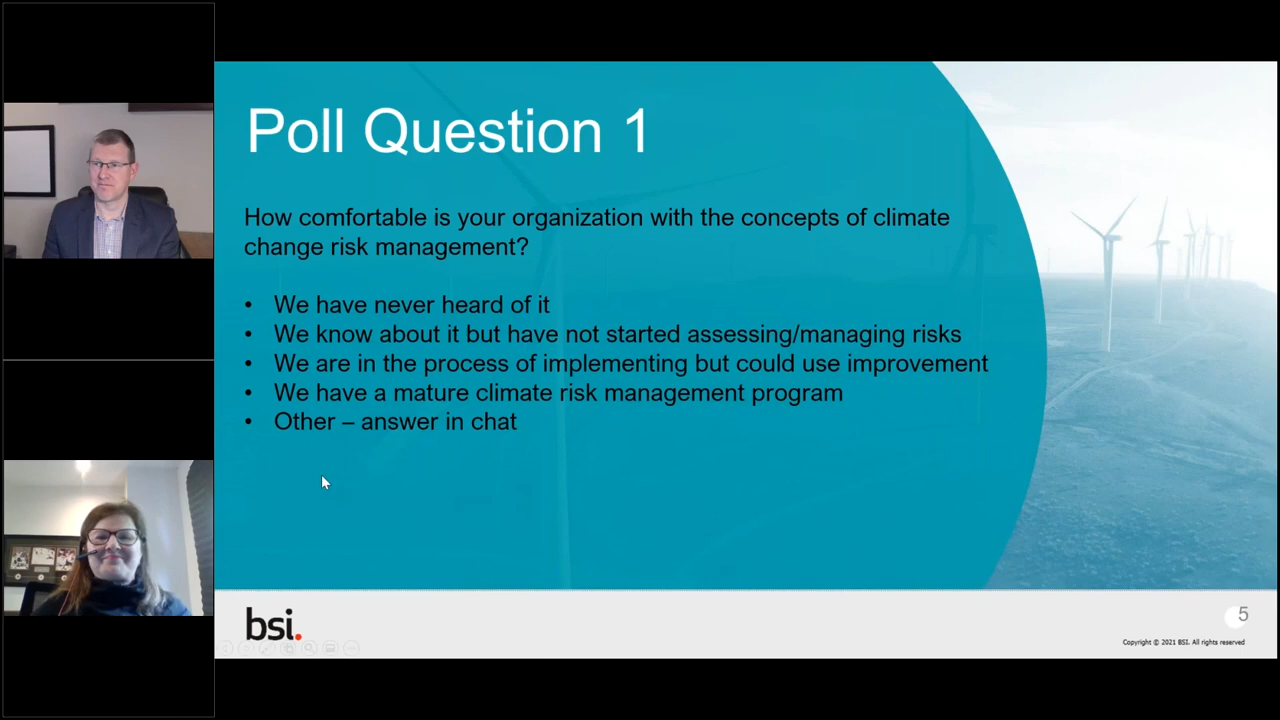 Poll Question 1
How comfortable is your organization with the concepts of climate
change risk management?
• We have never heard of it
• We know about it but have not started assessing/managing risks
• We are in the process of implementing but could use improvement
• We have a mature climate risk management program
• Other – answer in chat
bsi.
5
Copyright © 2021 BSI. All rights reserved